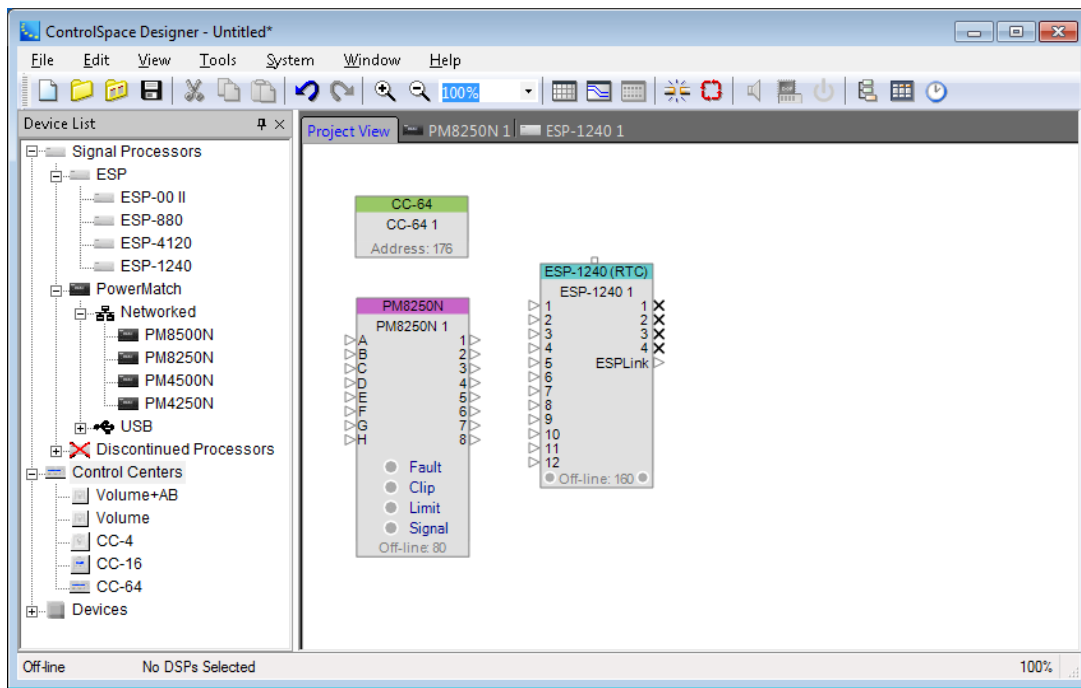 ControlSpace Designer - Untitled*
File Edit View Tools System Window Help
100%
Device List
Project View PM8250N 1 ESP-1240 1
Signal Processors
ESP
ESP-00 II
ESP-880
ESP-4120
ESP-1240
PowerMatch
Networked
PM8500N
PM8250N
PM4500N
PM4250N
USB
Discontinued Processors
Control Centers
Volume+AB
Volume
CC-4
CC-16
CC-64
Devices
CC-64
CC-64 1
Address: 176
PM8250N
PM8250N 1
A 1
B 2
C 3
D 4
E 5
F 6
G 7
H 8
Fault
Clip
Limit
Signal
Off-line: 80
ESP-1240 (RTC)
ESP-1240 1
1 1
2 2
3 3
4 4
5 ESPLink
6
7
8
9
10
11
12
Off-line: 160
Off-line No DSPs Selected 100%